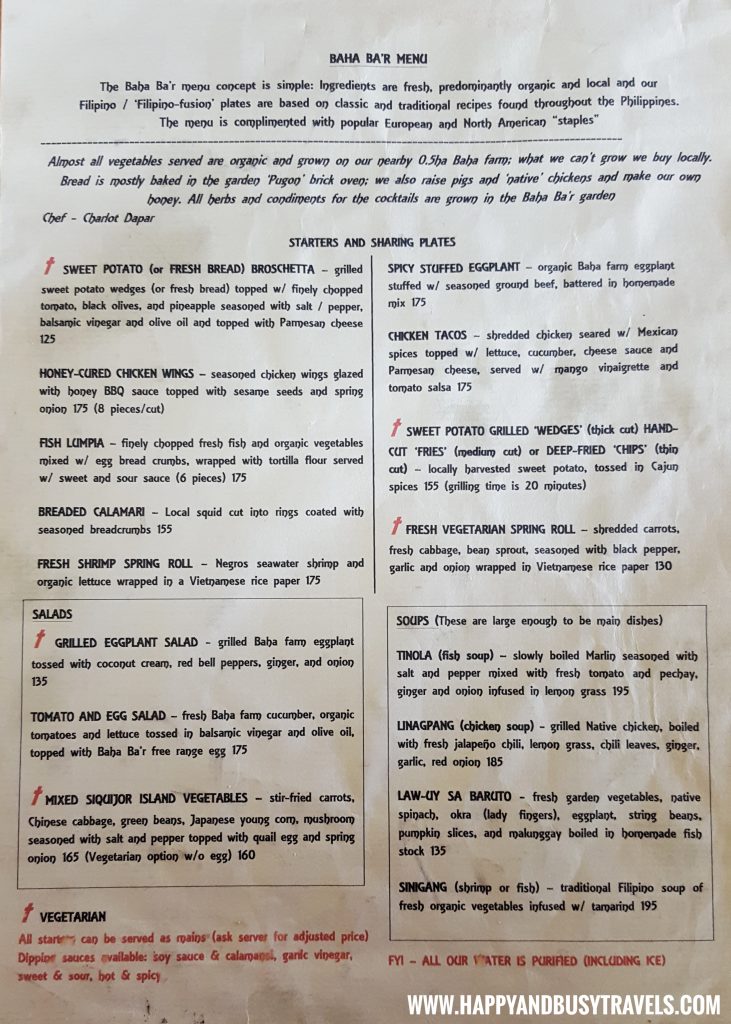 BAHA BA'R MENU
The Baha Ba'r menu concept is simple: Ingredients are fresh, predominantly organic and local and our
Filipino / 'Filipino-fusion' plates are based on classic and traditional recipes found throughout the Philippines.
The menu is complimented with popular European and North American "staples"
Almost all vegetables served are organic and grown on our nearby 0.5ha Baha farm; what we can't grow we buy locally.
Bread is mostly baked in the garden 'Pugon' brick oven; we also raise pigs and 'native' chickens and make our own
honey. All herbs and condiments for the cocktails are grown in the Baha Ba'r garden
Chef – Charlot Dapar
STARTERS AND SHARING PLATES
SWEET POTATO (or FRESH BREAD) BROSCHETTA – grilled
sweet potato wedges (or fresh bread) topped w/ finely chopped
tomato, black olives, and pineapple seasoned with salt / pepper,
balsamic vinegar and olive oil and topped with Parmesan cheese
125
HONEY-CURED CHICKEN WINGS – seasoned chicken wings glazed
with honey BBQ sauce topped with sesame seeds and spring
onion 175 (8 pieces/cut)
FISH LUMPIA – finely chopped fresh fish and organic vegetables
mixed w/ egg bread crumbs, wrapped with tortilla flour served
w/ sweet and sour sauce (6 pieces) 175
BREADED CALAMARI – Local squid cut into rings coated with
seasoned breadcrumbs 155
FRESH SHRIMP SPRING ROLL – Negros seawater shrimp and
organic lettuce wrapped in a Vietnamese rice paper 175
SPICY STUFFED EGGPLANT – organic Baha farm eggplant
stuffed w/ seasoned ground beef, battered in homemade
mix 175
CHICKEN TACOS – shredded chicken seared w/ Mexican
spices topped w/ lettuce, cucumber, cheese sauce and
Parmesan cheese, served w/ mango vinaigrette and
tomato salsa 175
SWEET POTATO GRILLED 'WEDGES' (thick cut) HAND-
CUT 'FRIES' (medium cut) or DEEP-FRIED 'CHIPS' (thin
cut) – locally harvested sweet potato, tossed in Cajun
spices 155 (grilling time is 20 minutes)
FRESH VEGETARIAN SPRING ROLL – shredded carrots,
fresh cabbage, bean sprout, seasoned with black pepper,
garlic and onion wrapped in Vietnamese rice paper 130
SALADS
GRILLED EGGPLANT SALAD – grilled Baha farm eggplant
tossed with coconut cream, red bell peppers, ginger, and onion
135
TOMATO AND EGG SALAD – fresh Baha farm cucumber, organic
tomatoes and lettuce tossed in balsamic vinegar and olive oil,
topped with Baha Ba'r free range egg 175
MIXED SIQUIJOR ISLAND VEGETABLES – stir-fried carrots,
Chinese cabbage, green beans, Japanese young corn, mushroom
seasoned with salt and pepper topped with quail egg and spring
onion 165 (Vegetarian option w/o egg) 160
SOUPS (These are large enough to be main dishes)
TINOLA (fish soup) – slowly boiled Marlin seasoned with
salt and pepper mixed with fresh tomato and pechay,
ginger and onion infused in lemon grass 195
LINAGPANG (chicken soup) – grilled Native chicken, boiled
with fresh jalapeño chili, lemon grass, chili leaves, ginger,
garlic, red onion 185
LAW-UY SA BARUTO – fresh garden vegetables, native
spinach, okra (lady fingers), eggplant, string beans,
pumpkin slices, and malunggay boiled in homemade fish
stock 135
SINIGANG (shrimp or fish) – traditional Filipino soup of
fresh organic vegetables infused w/ tamarind 195
VEGETARIAN
All starters can be served as mains (ask server for adjusted price)
Dipping sauces available: soy sauce & calamansi, garlic vinegar,
sweet & sour, hot & spicy
FYI – ALL OUR WATER IS PURIFIED (INCLUDING ICE)
WWW.HAPPYANDBUSYTRAVELS.COM